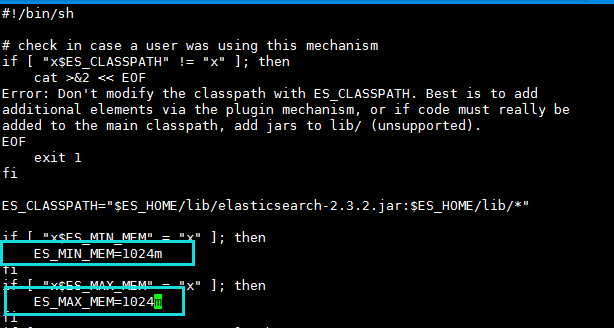 #!/bin/sh
# check in case a user was using this mechanism
if [ "x$ES_CLASSPATH" != "x" ]; then
    cat >&2 << EOF
Error: Don't modify the classpath with ES_CLASSPATH. Best is to add
additional elements via the plugin mechanism, or if code must really be
added to the main classpath, add jars to lib/ (unsupported).
EOF
    exit 1
fi
ES_CLASSPATH="$ES_HOME/lib/elasticsearch-2.3.2.jar:$ES_HOME/lib/*"
if [ "x$ES_MIN_MEM" = "x" ]; then
    ES_MIN_MEM=1024m
fi
if [ "x$ES_MAX_MEM" = "x" ]; then
    ES_MAX_MEM=1024m
fi